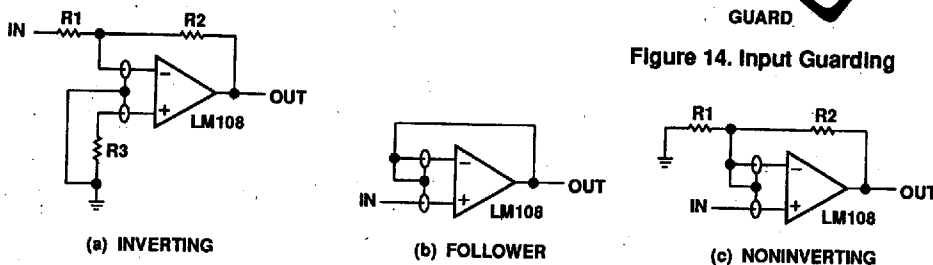 GUARD
Figure 14. Input Guarding
IN
R1
R2
−
+
OUT
LM108
R3
(a) INVERTING
−
+
IN
OUT
LM108
(b) FOLLOWER
R1
R2
−
+
IN
OUT
LM108
(c) NONINVERTING